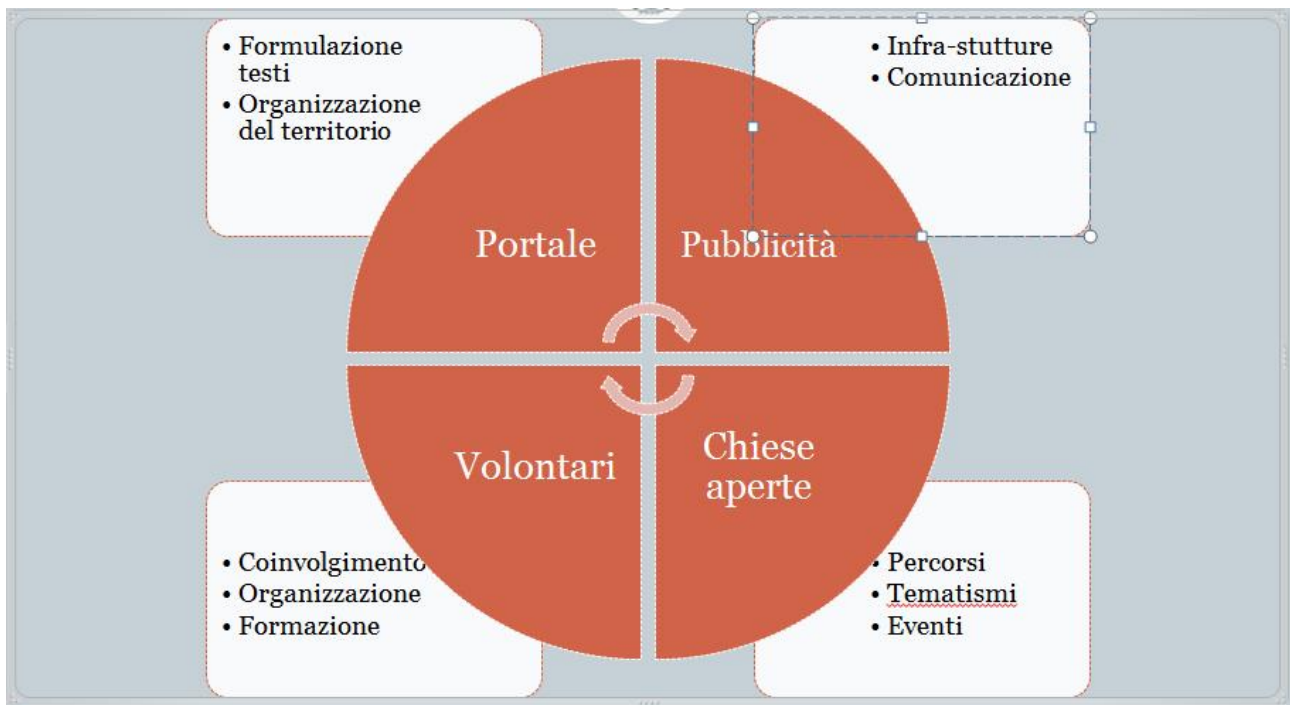 • Formulazione
testi
• Organizzazione
del territorio
• Infra-stutture
• Comunicazione
Portale
Pubblicità
Volontari
Chiese
aperte
• Coinvolgimento
• Organizzazione
• Formazione
• Percorsi
• Tematismi
• Eventi